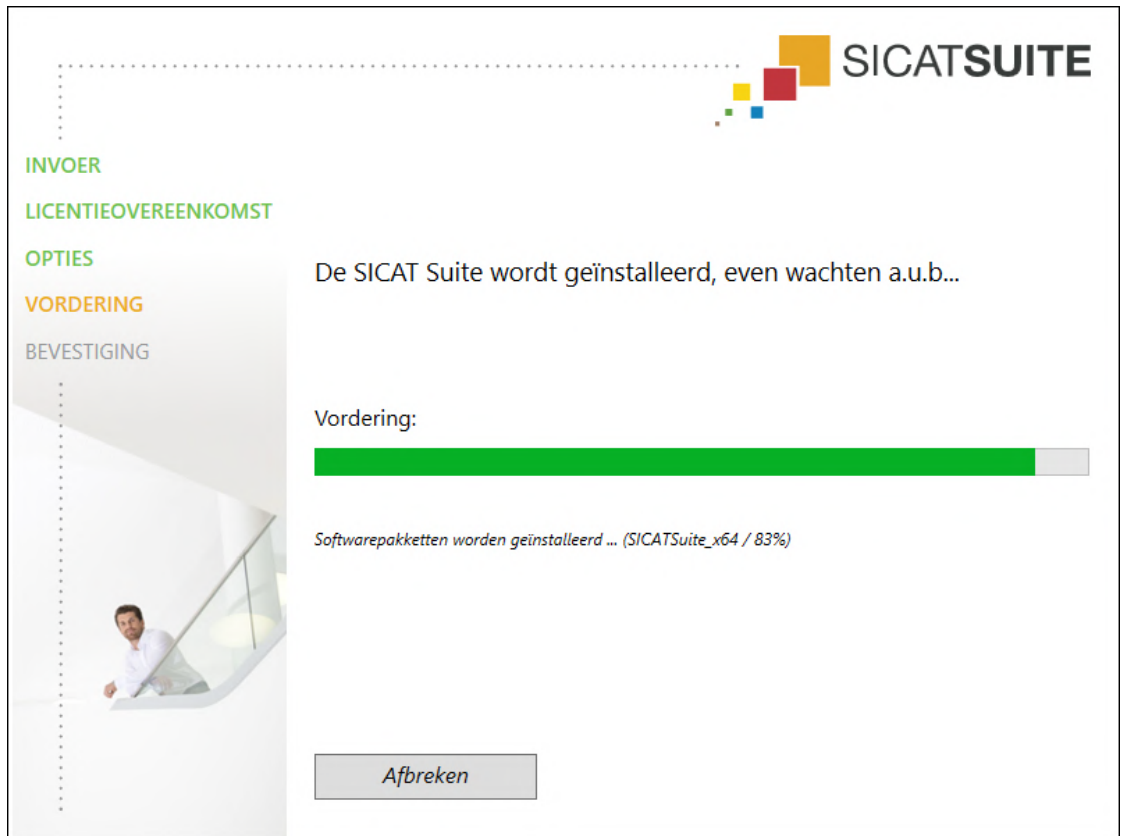 SICATSUITE
INVOER
LICENTIEOVEREENKOMST
OPTIES
VORDERING
BEVESTIGING
De SICAT Suite wordt geïnstalleerd, even wachten a.u.b...
Vordering:
Softwarepakketten worden geïnstalleerd ... (SICATSuite_x64 / 83%)
Afbreken